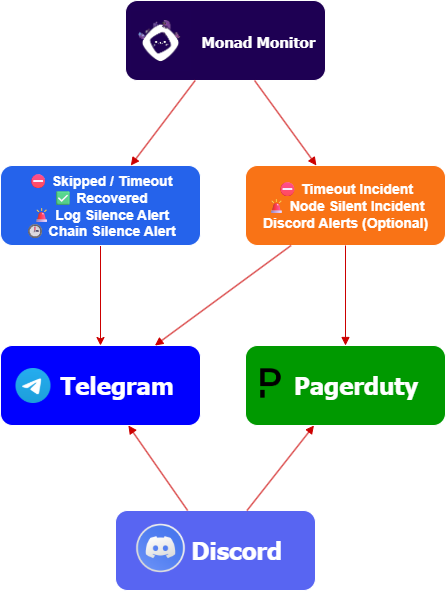 Monad Monitor
⛔ Skipped / Timeout
✅ Recovered
🚨 Log Silence Alert
🕒 Chain Silence Alert
⛔ Timeout Incident
🚨 Node Silent Incident
Discord Alerts (Optional)
Telegram
Pagerduty
Discord